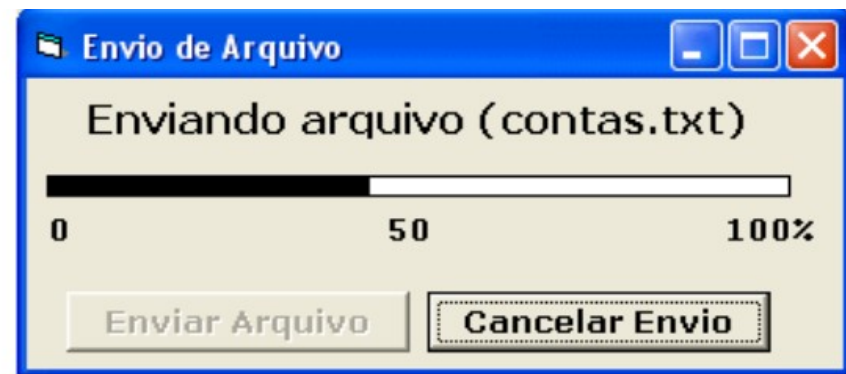 Envio de Arquivo
Enviando arquivo (contas.txt)
0 50 100%
Enviar Arquivo Cancelar Envio